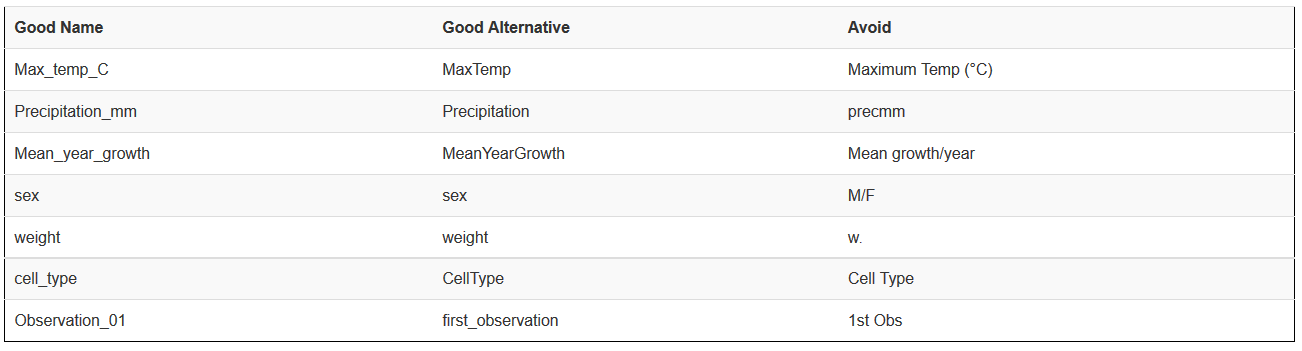 Good Name Good Alternative Avoid
Max_temp_C MaxTemp Maximum Temp (°C)
Precipitation_mm Precipitation precmm
Mean_year_growth MeanYearGrowth Mean growth/year
sex sex M/F
weight weight w.
cell_type CellType Cell Type
Observation_01 first_observation 1st Obs